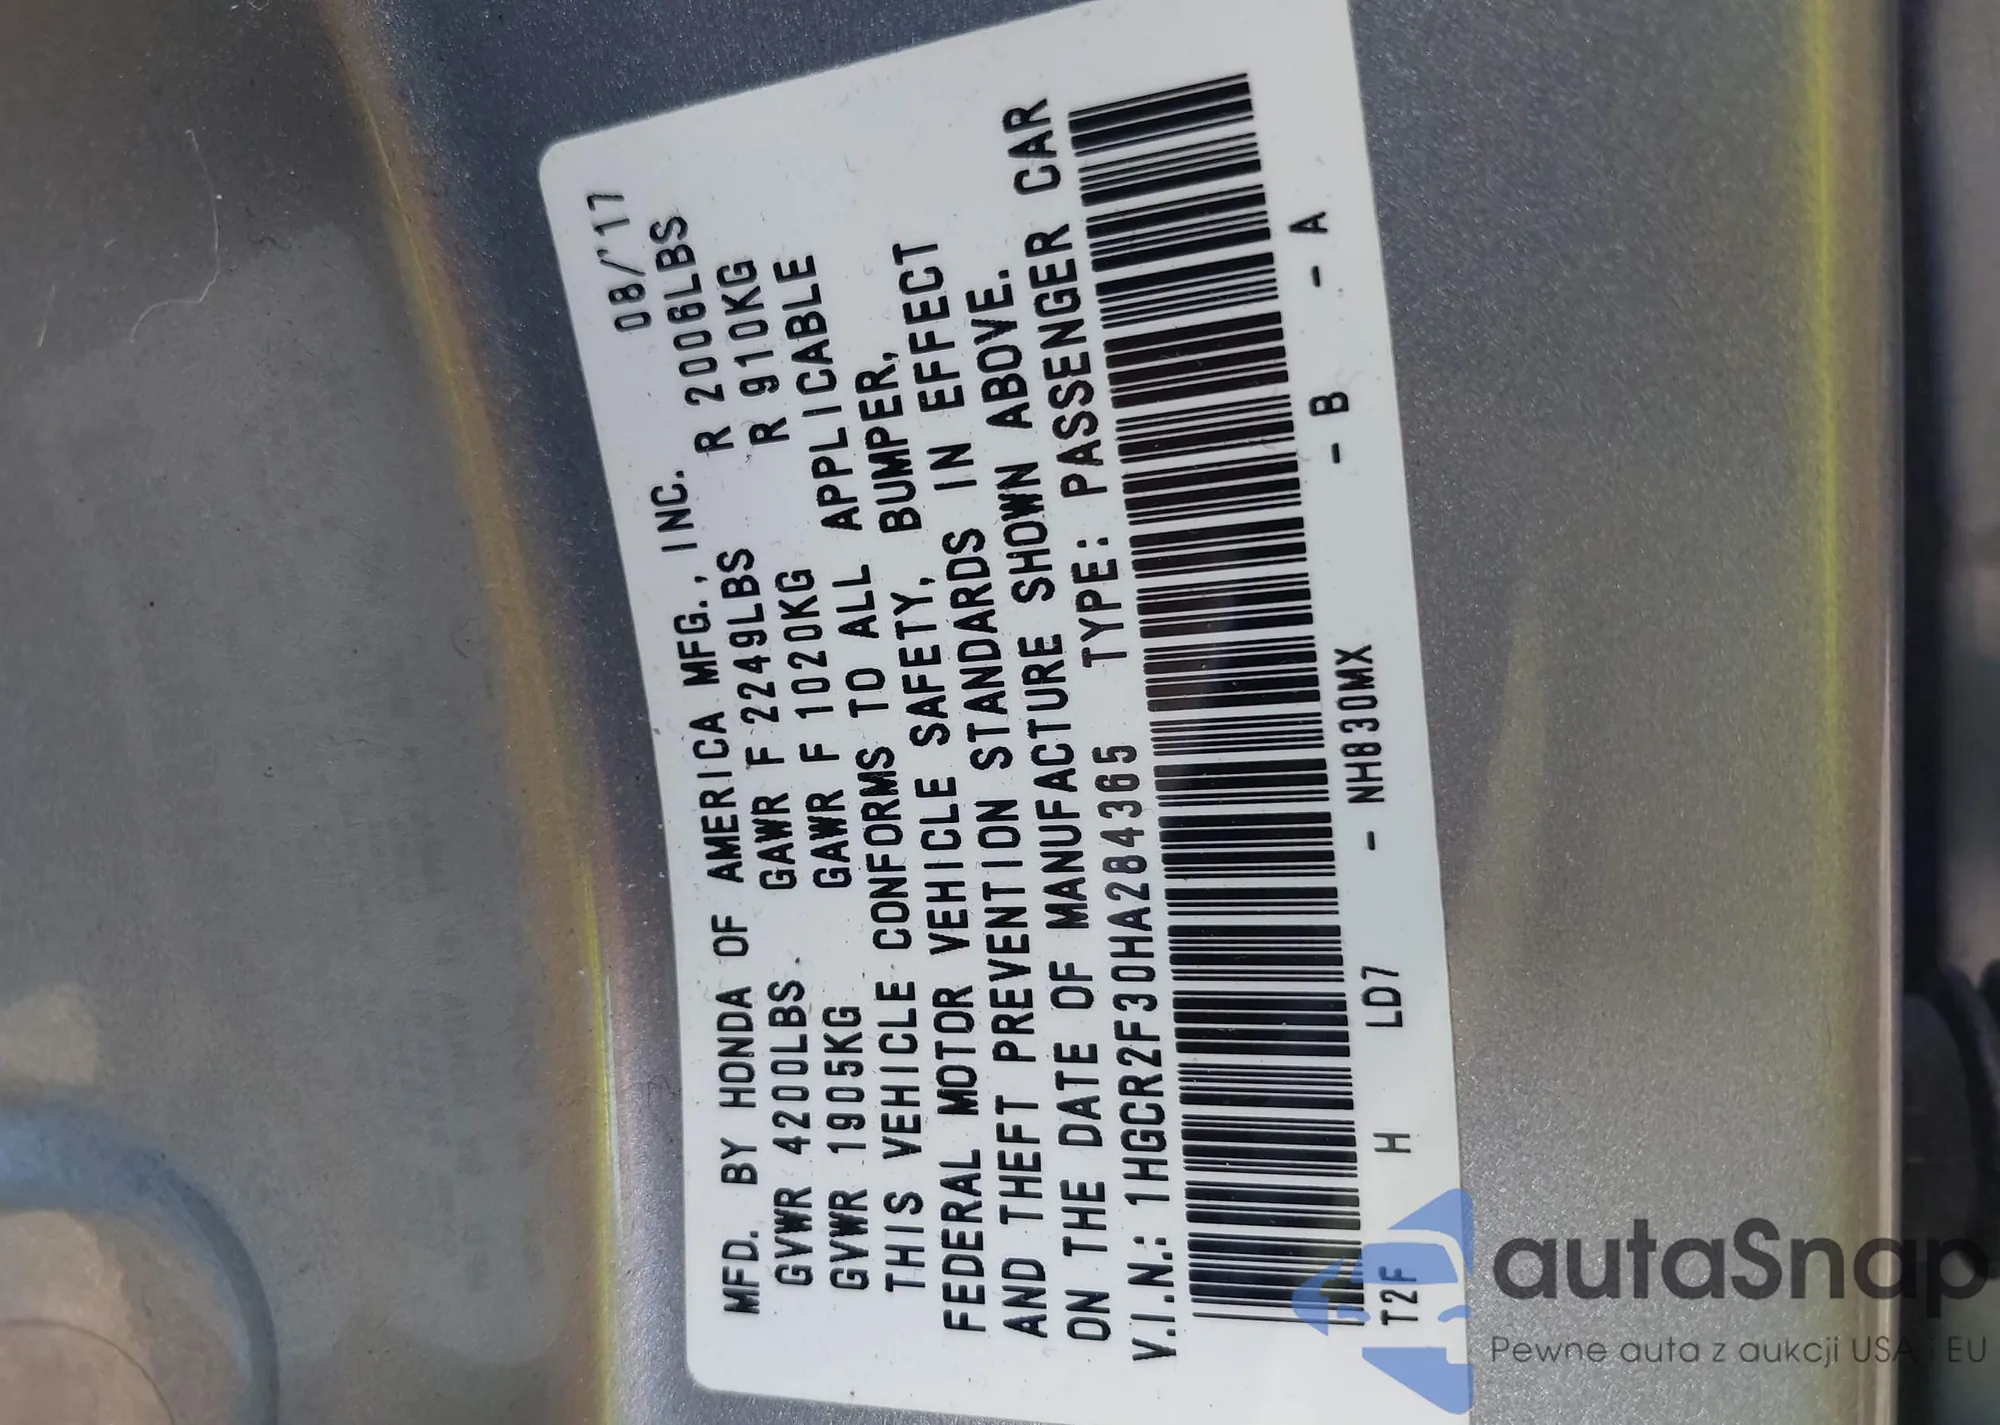 MFD. BY HONDA OF AMERICA MFG., INC. 08/'17
GVWR 4200LBS GAWR F 2249LBS R 2006LBS
GVWR 1905KG GAWR F 1020KG R 910KG
THIS VEHICLE CONFORMS TO ALL APPLICABLE
FEDERAL MOTOR VEHICLE SAFETY, BUMPER,
AND THEFT PREVENTION STANDARDS IN EFFECT
ON THE DATE OF MANUFACTURE SHOWN ABOVE.
V.I.N.: 1HGCR2F30HA284365 TYPE: PASSENGER CAR
T2F H LD7 - NH830MX - B - A
autaSnap
Pewne auta z aukcji USA i EU